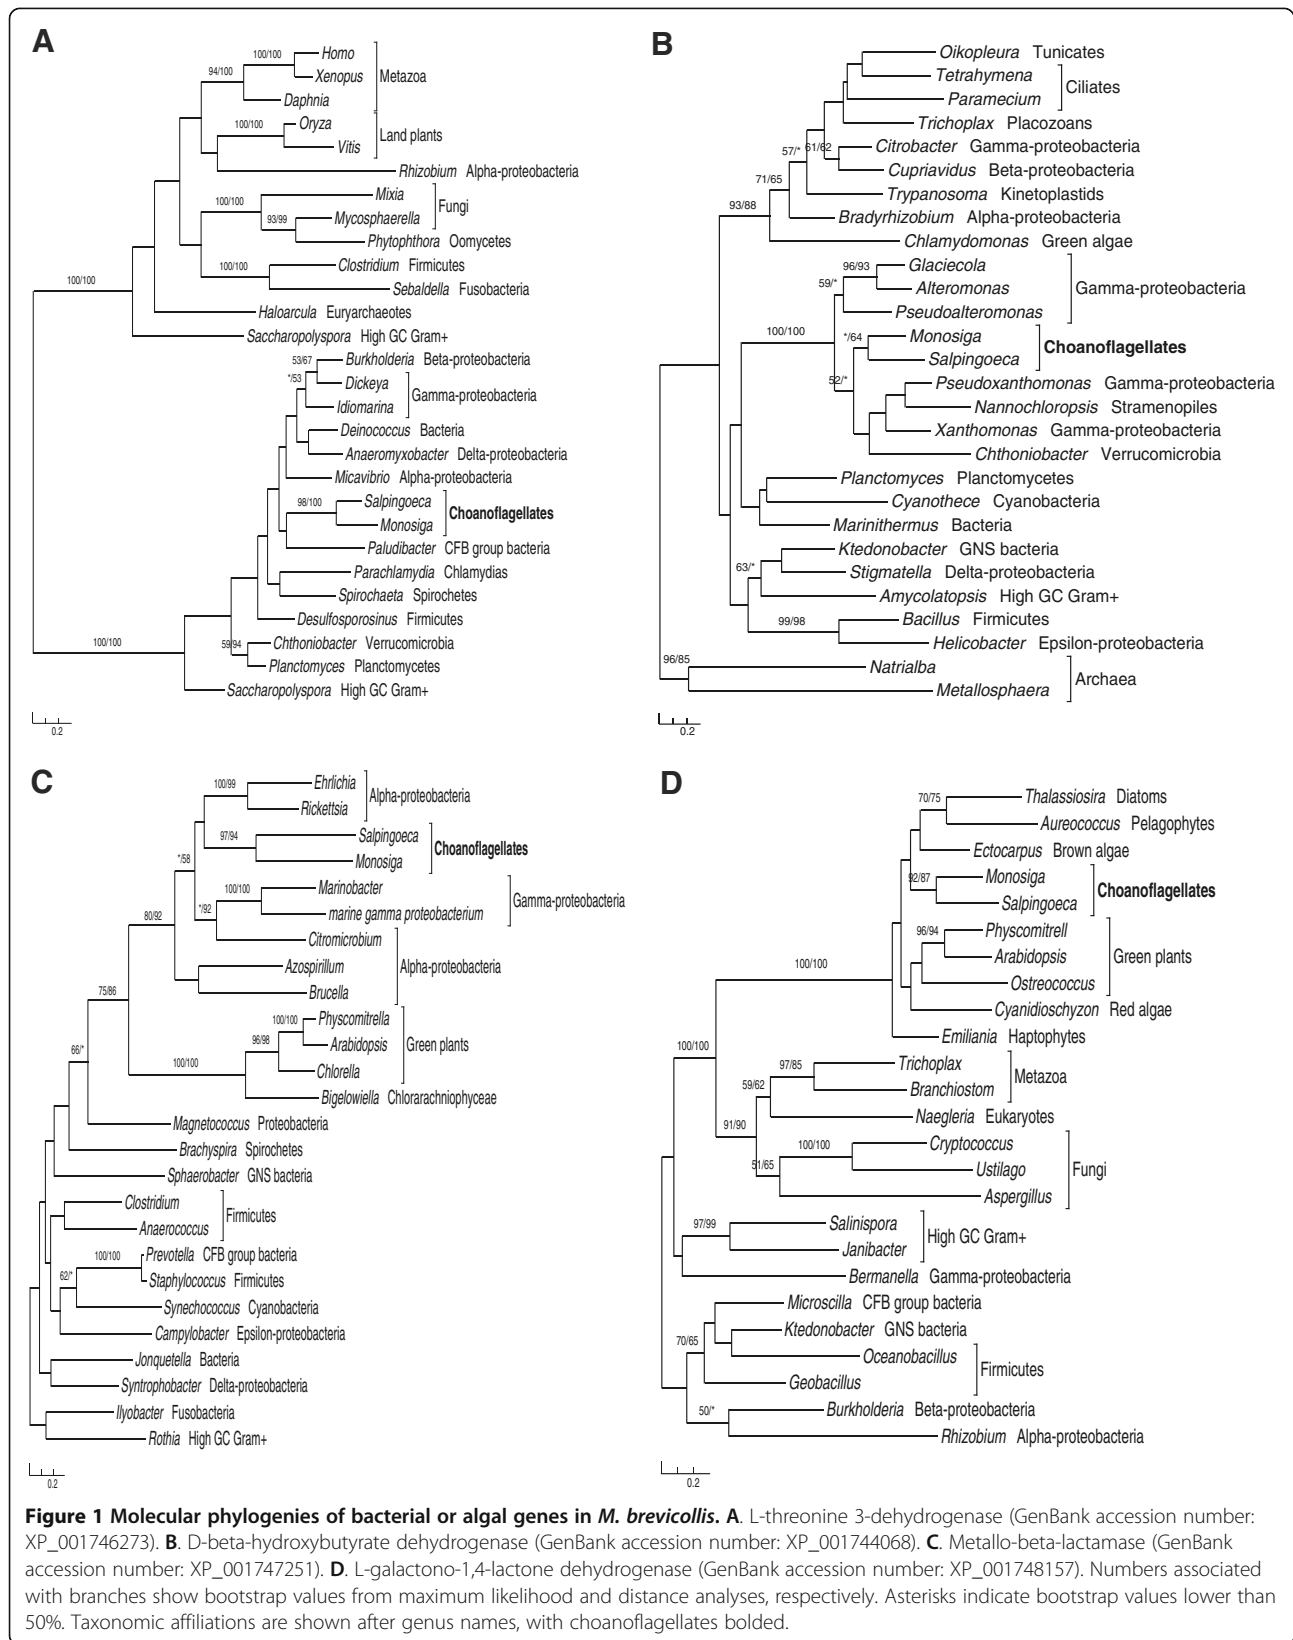 A
100/100 Homo
94/100 Xenopus Metazoa
Daphnia
100/100 Oryza
Vitis Land plants
Rhizobium Alpha-proteobacteria
100/100 Mixia
93/99 Mycosphaerella Fungi
Phytophthora Oomycetes
100/100 Clostridium Firmicutes
Sebaldella Fusobacteria
100/100
Haloarcula Euryarchaeotes
Saccharopolyspora High GC Gram+
53/67 Burkholderia Beta-proteobacteria
*/53 Dickeya
Idiomarina Gamma-proteobacteria
Deinococcus Bacteria
Anaeromyxobacter Delta-proteobacteria
Micavibrio Alpha-proteobacteria
98/100 Salpingoeca
Monosiga Choanoflagellates
Paludibacter CFB group bacteria
Parachlamydia Chlamydias
Spirochaeta Spirochetes
Desulfosporosinus Firmicutes
100/100 59/94 Chthoniobacter Verrucomicrobia
Planctomyces Planctomycetes
Saccharopolyspora High GC Gram+
0.2
B
Oikopleura Tunicates
Tetrahymena
Paramecium Ciliates
Trichoplax Placozoans
57/* 61/62 Citrobacter Gamma-proteobacteria
Cupriavidus Beta-proteobacteria
71/65 Trypanosoma Kinetoplastids
93/88 Bradyrhizobium Alpha-proteobacteria
Chlamydomonas Green algae
96/93 Glaciecola
59/* Alteromonas Gamma-proteobacteria
Pseudoalteromonas
100/100 */64 Monosiga
Salpingoeca Choanoflagellates
52/* Pseudoxanthomonas Gamma-proteobacteria
Nannochloropsis Stramenopiles
Xanthomonas Gamma-proteobacteria
Chthoniobacter Verrucomicrobia
Planctomyces Planctomycetes
Cyanothece Cyanobacteria
Marinithermus Bacteria
Ktedonobacter GNS bacteria
63/* Stigmatella Delta-proteobacteria
Amycolatopsis High GC Gram+
99/98 Bacillus Firmicutes
Helicobacter Epsilon-proteobacteria
96/85 Natrialba
Metallosphaera Archaea
0.2
C
100/99 Ehrlichia
Rickettsia Alpha-proteobacteria
97/94 Salpingoeca
Monosiga Choanoflagellates
*/58
100/100 Marinobacter
*/92 marine gamma proteobacterium Gamma-proteobacteria
80/92 Citromicrobium
Azospirillum Alpha-proteobacteria
Brucella
75/86
100/100 Physcomitrella
96/98 Arabidopsis Green plants
100/100 Chlorella
66/*
Bigelowiella Chlorarachniophyceae
Magnetococcus Proteobacteria
Brachyspira Spirochetes
Sphaerobacter GNS bacteria
Clostridium
Anaerococcus Firmicutes
100/100 Prevotella CFB group bacteria
62/* Staphylococcus Firmicutes
Synechococcus Cyanobacteria
Campylobacter Epsilon-proteobacteria
Jonquetella Bacteria
Syntrophobacter Delta-proteobacteria
Ilyobacter Fusobacteria
Rothia High GC Gram+
0.2
D
70/75 Thalassiosira Diatoms
Aureococcus Pelagophytes
Ectocarpus Brown algae
92/87 Monosiga
Salpingoeca Choanoflagellates
96/94 Physcomitrell
Arabidopsis Green plants
100/100 Ostreococcus
Cyanidioschyzon Red algae
Emiliania Haptophytes
100/100
97/85 Trichoplax
59/62 Branchiostom Metazoa
Naegleria Eukaryotes
91/90
100/100 Cryptococcus
51/65 Ustilago Fungi
Aspergillus
97/99 Salinispora
Janibacter High GC Gram+
Bermanella Gamma-proteobacteria
Microscilla CFB group bacteria
70/65 Ktedonobacter GNS bacteria
Oceanobacillus
Geobacillus Firmicutes
50/* Burkholderia Beta-proteobacteria
Rhizobium Alpha-proteobacteria
0.2
Figure 1 Molecular phylogenies of bacterial or algal genes in M. brevicollis. A. L-threonine 3-dehydrogenase (GenBank accession number:
XP_001746273). B. D-beta-hydroxybutyrate dehydrogenase (GenBank accession number: XP_001744068). C. Metallo-beta-lactamase (GenBank
accession number: XP_001747251). D. L-galactono-1,4-lactone dehydrogenase (GenBank accession number: XP_001748157). Numbers associated
with branches show bootstrap values from maximum likelihood and distance analyses, respectively. Asterisks indicate bootstrap values lower than
50%. Taxonomic affiliations are shown after genus names, with choanoflagellates bolded.